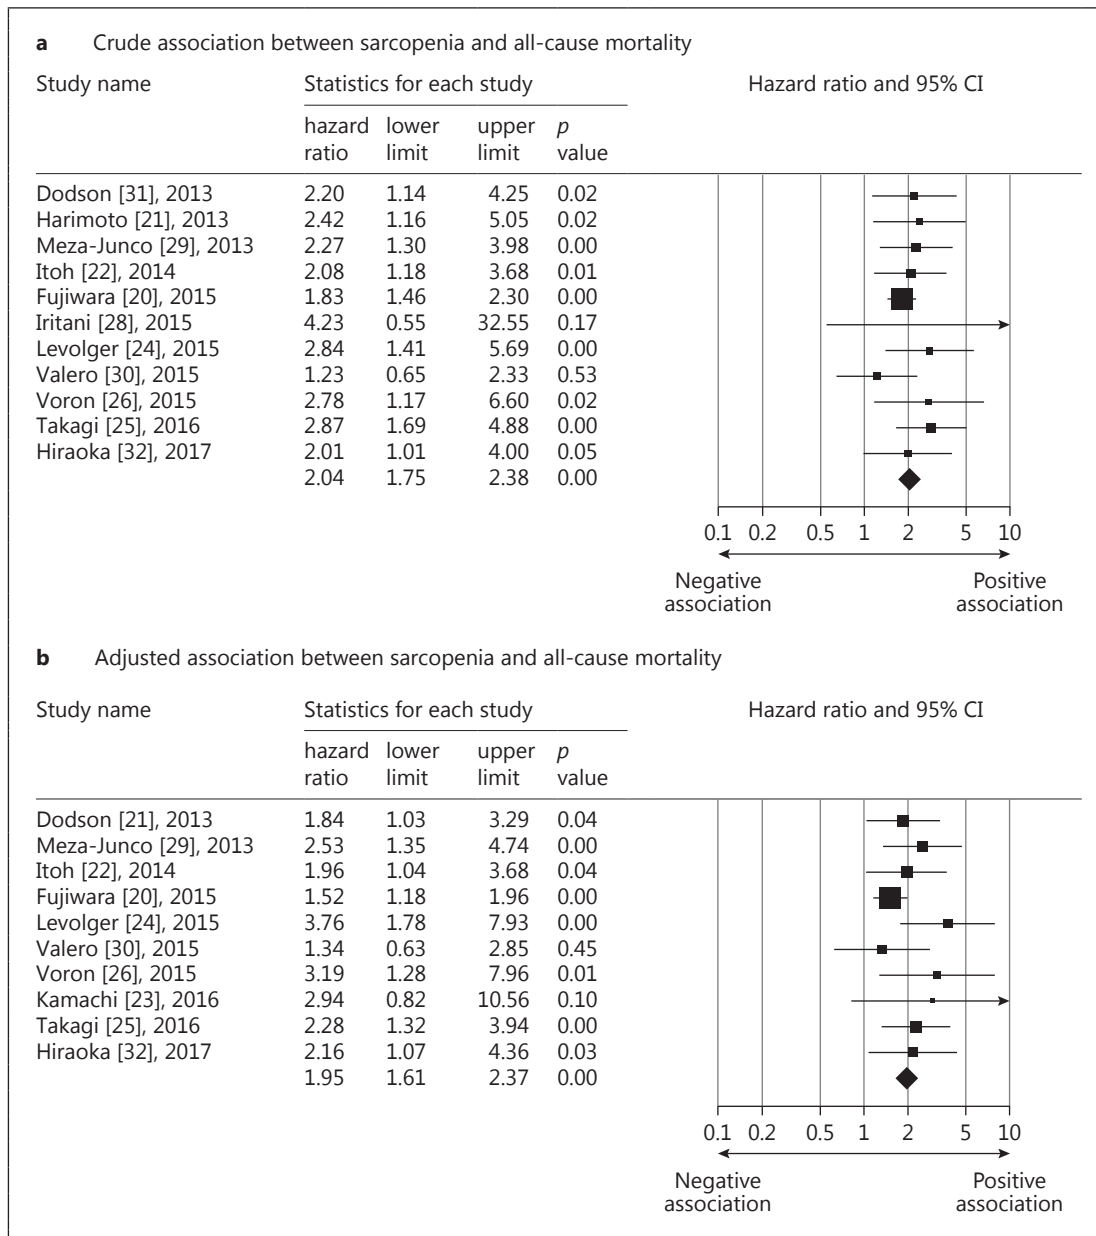 a Crude association between sarcopenia and all-cause mortality
Study name Statistics for each study Hazard ratio and 95% CI
hazard ratio lower limit upper limit p value
Dodson [31], 2013 2.20 1.14 4.25 0.02
Harimoto [21], 2013 2.42 1.16 5.05 0.02
Meza-Junco [29], 2013 2.27 1.30 3.98 0.00
Itoh [22], 2014 2.08 1.18 3.68 0.01
Fujiwara [20], 2015 1.83 1.46 2.30 0.00
Iritani [28], 2015 4.23 0.55 32.55 0.17
Levolger [24], 2015 2.84 1.41 5.69 0.00
Valero [30], 2015 1.23 0.65 2.33 0.53
Voron [26], 2015 2.78 1.17 6.60 0.02
Takagi [25], 2016 2.87 1.69 4.88 0.00
Hiraoka [32], 2017 2.01 1.01 4.00 0.05
2.04 1.75 2.38 0.00
0.1 0.2 0.5 1 2 5 10
Negative association Positive association
b Adjusted association between sarcopenia and all-cause mortality
Study name Statistics for each study Hazard ratio and 95% CI
hazard ratio lower limit upper limit p value
Dodson [21], 2013 1.84 1.03 3.29 0.04
Meza-Junco [29], 2013 2.53 1.35 4.74 0.00
Itoh [22], 2014 1.96 1.04 3.68 0.04
Fujiwara [20], 2015 1.52 1.18 1.96 0.00
Levolger [24], 2015 3.76 1.78 7.93 0.00
Valero [30], 2015 1.34 0.63 2.85 0.45
Voron [26], 2015 3.19 1.28 7.96 0.01
Kamachi [23], 2016 2.94 0.82 10.56 0.10
Takagi [25], 2016 2.28 1.32 3.94 0.00
Hiraoka [32], 2017 2.16 1.07 4.36 0.03
1.95 1.61 2.37 0.00
0.1 0.2 0.5 1 2 5 10
Negative association Positive association